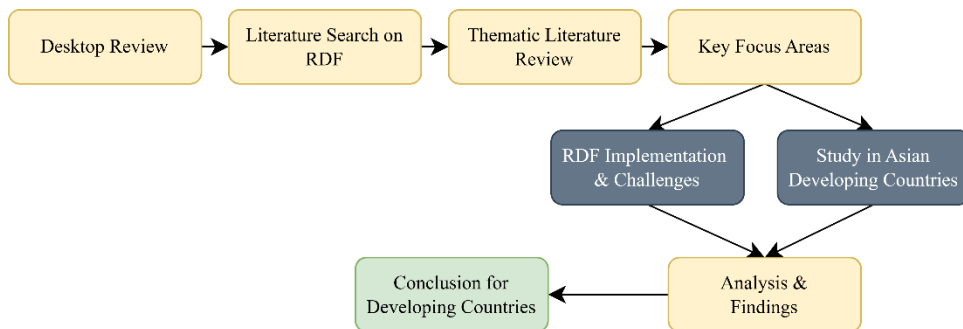 Desktop Review
Literature Search on
RDF
Thematic Literature
Review
Key Focus Areas
RDF Implementation
& Challenges
Study in Asian
Developing Countries
Conclusion for
Developing Countries
Analysis &
Findings